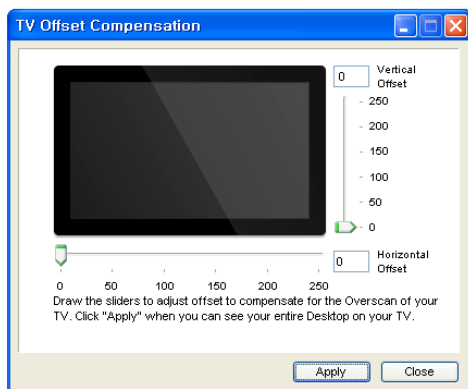 TV Offset Compensation
0
Vertical
Offset
250
200
150
100
50
0
0
Horizontal
Offset
0 50 100 150 200 250
Draw the sliders to adjust offset to compensate for the Overscan of your
TV. Click "Apply" when you can see your entire Desktop on your TV.
Apply Close